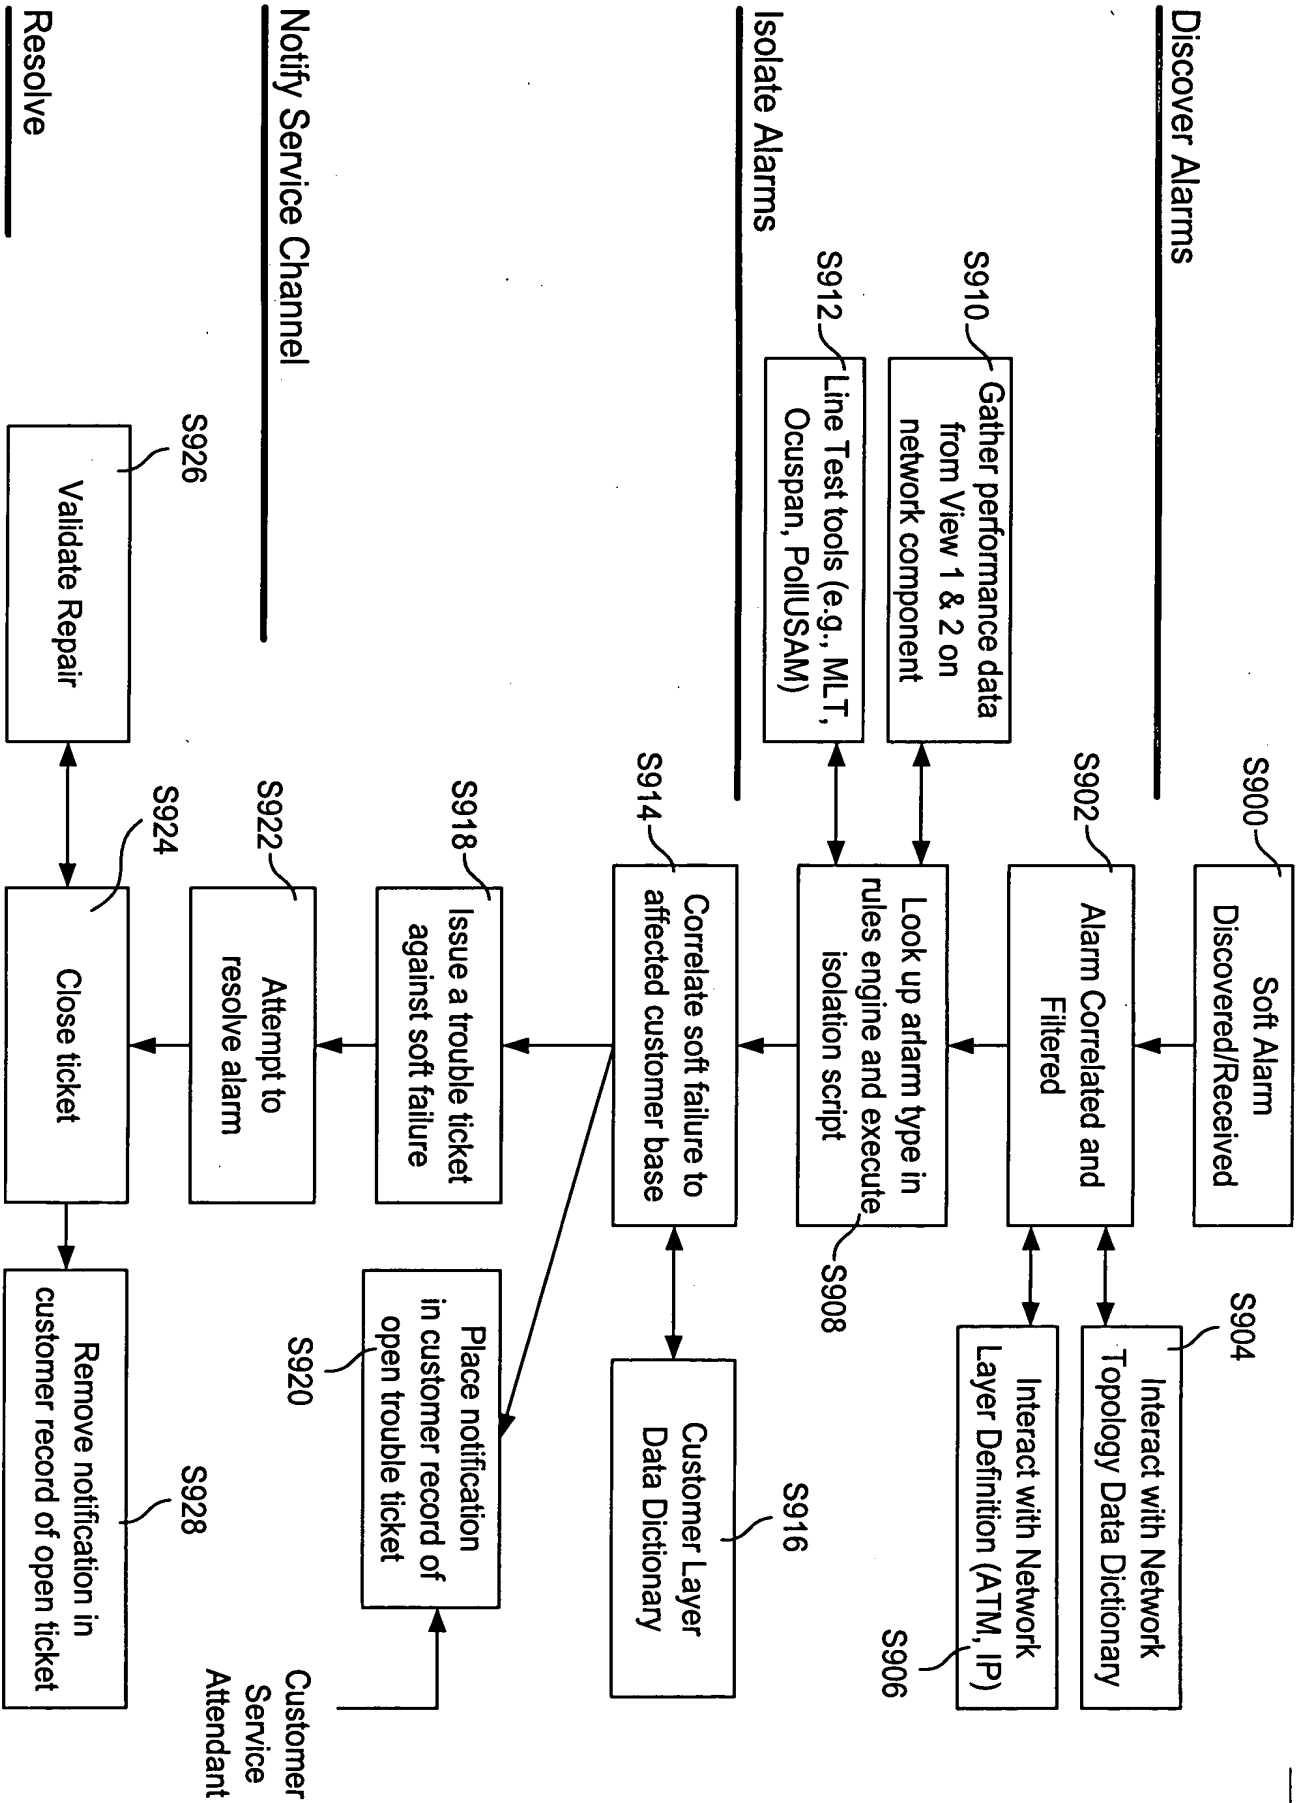 Discover Alarms
S900
Soft Alarm
Discovered/Received
S902
Alarm Correlated and
Filtered
S904
Interact with Network
Topology Data Dictionary
Interact with Network
Layer Definition (ATM, IP)
S906
S910
Gather performance data
from View 1 & 2 on
network component
S912
Line Test tools (e.g., MLT,
Ocuspan, PollUSAM)
Look up arlarm type in
rules engine and execute
isolation script
S908
Isolate Alarms
S914
Correlate soft failure to
affected customer base
S916
Customer Layer
Data Dictionary
S918
Issue a trouble ticket
against soft failure
Place notification
in customer record of
open trouble ticket
S920
Customer
Service
Attendant
S922
Attempt to
resolve alarm
Notify Service Channel
S926
Validate Repair
S924
Close ticket
S928
Remove notification in
customer record of open ticket
Resolve